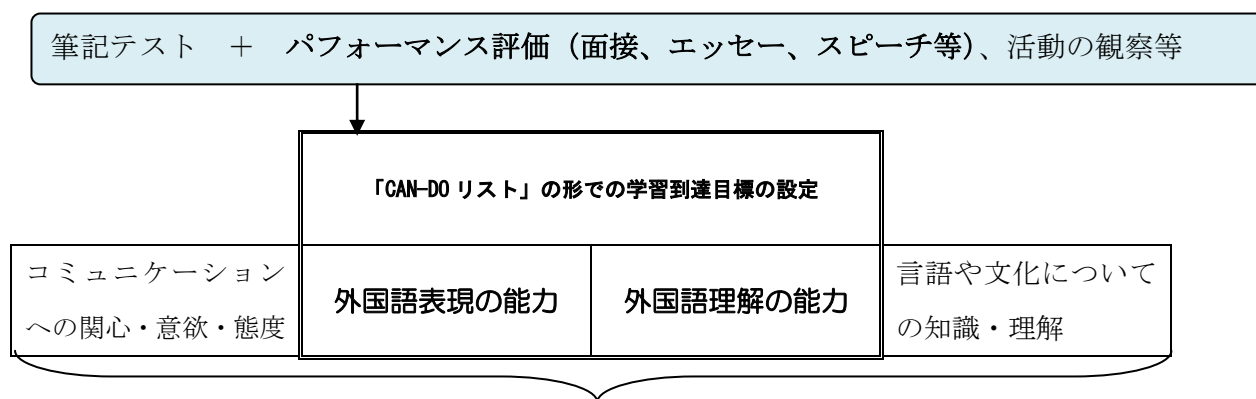 筆記テスト　＋　パフォーマンス評価（面接、エッセー、スピーチ等）、活動の観察等
「CAN-DO リスト」の形での学習到達目標の設定
コミュニケーション
への関心・意欲・態度
外国語表現の能力
外国語理解の能力
言語や文化について
の知識・理解